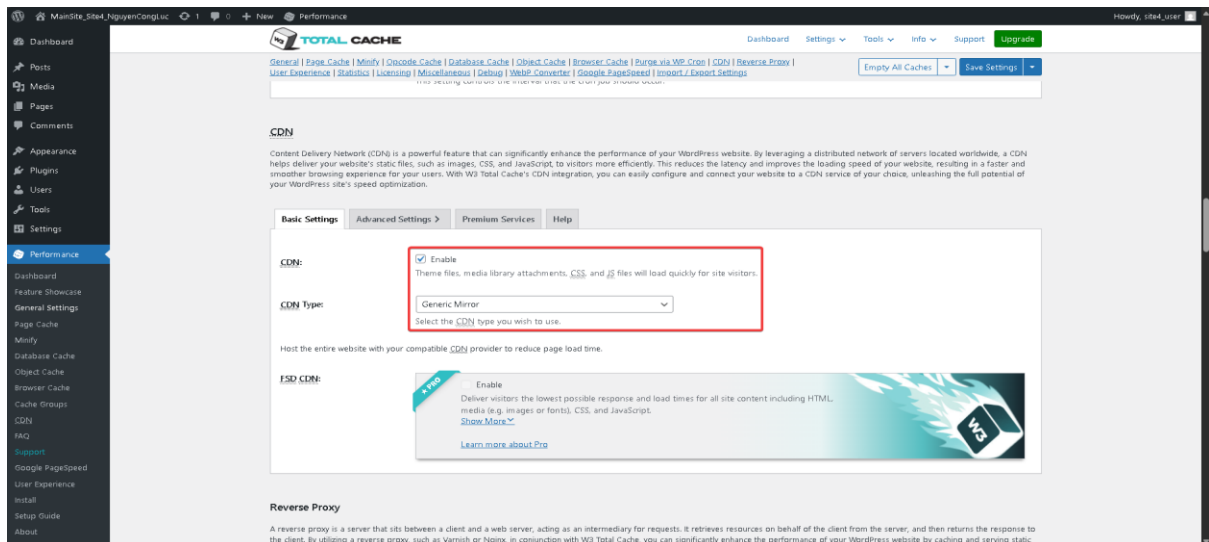 MainSite_Site4_NguyenCongLuc 1 0 + New Performance Howdy, site4_user
Dashboard
Posts
Media
Pages
Comments
Appearance
Plugins
Users
Tools
Settings
Performance
Dashboard
Feature Showcase
General Settings
Page Cache
Minify
Database Cache
Object Cache
Browser Cache
Cache Groups
CDN
FAQ
Support
Google PageSpeed
User Experience
Install
Setup Guide
About
W3 TOTAL CACHE
Dashboard Settings Tools Info Support Upgrade
General | Page Cache | Minify | Opcode Cache | Database Cache | Object Cache | Browser Cache | Purge via WP Cron | CDN | Reverse Proxy |
User Experience | Statistics | Licensing | Miscellaneous | Debug | WebP Converter | Google PageSpeed | Import / Export Settings
Empty All Caches Save Settings
This setting controls the interval that the cron job should occur.
CDN
Content Delivery Network (CDN) is a powerful feature that can significantly enhance the performance of your WordPress website. By leveraging a distributed network of servers located worldwide, a CDN
helps deliver your website's static files, such as images, CSS, and JavaScript, to visitors more efficiently. This reduces the latency and improves the loading speed of your website, resulting in a faster and
smoother browsing experience for your users. With W3 Total Cache's CDN integration, you can easily configure and connect your website to a CDN service of your choice, unleashing the full potential of
your WordPress site's speed optimization.
Basic Settings Advanced Settings > Premium Services Help
CDN: Enable
Theme files, media library attachments, CSS, and JS files will load quickly for site visitors.
CDN Type: Generic Mirror
Select the CDN type you wish to use.
Host the entire website with your compatible CDN provider to reduce page load time.
FSD CDN: ★ PRO Enable
Deliver visitors the lowest possible response and load times for all site content including HTML,
media (e.g. images or fonts), CSS, and JavaScript.
Show More
Learn more about Pro
W3
Reverse Proxy
A reverse proxy is a server that sits between a client and a web server, acting as an intermediary for requests. It retrieves resources on behalf of the client from the server, and then returns the response to
the client. By utilizing a reverse proxy, such as Varnish or Nginx, in conjunction with W3 Total Cache, you can significantly enhance the performance of your WordPress website by caching and serving static